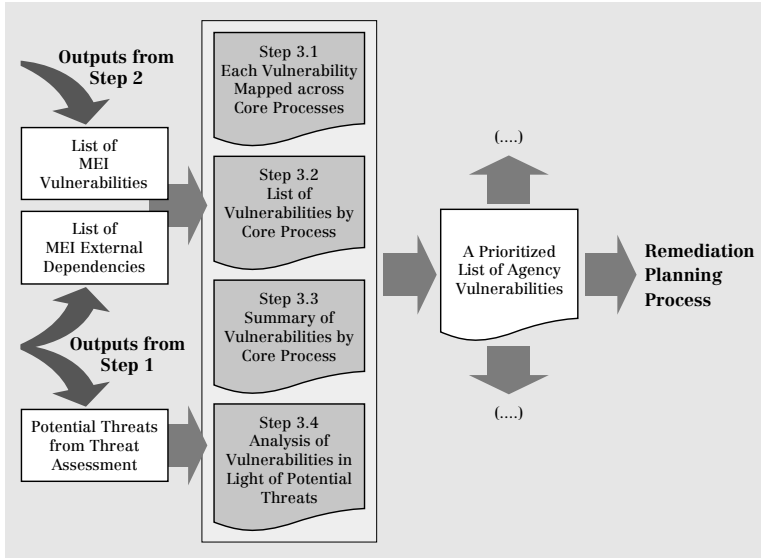 Outputs from
Step 2
List of
MEI
Vulnerabilities
List of
MEI External
Dependencies
Outputs from
Step 1
Potential Threats
from Threat
Assessment
Step 3.1
Each Vulnerability
Mapped across
Core Processes
Step 3.2
List of
Vulnerabilities by
Core Process
Step 3.3
Summary of
Vulnerabilities by
Core Process
Step 3.4
Analysis of
Vulnerabilities in
Light of Potential
Threats
(....)
A Prioritized
List of Agency
Vulnerabilities
(....)
Remediation
Planning
Process